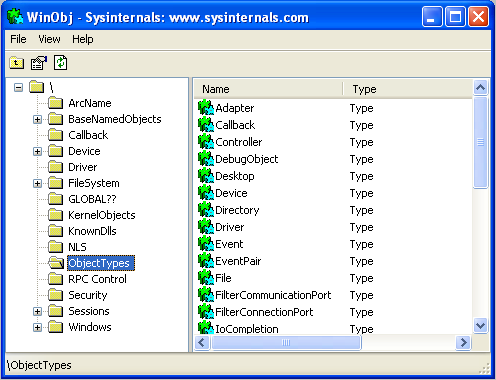 WinObj - Sysinternals: www.sysinternals.com
File View Help
Name Type
\
ArcName
BaseNamedObjects
Callback
Device
Driver
FileSystem
GLOBAL??
KernelObjects
KnownDlls
NLS
ObjectTypes
RPC Control
Security
Sessions
Windows
Adapter Type
Callback Type
Controller Type
DebugObject Type
Desktop Type
Device Type
Directory Type
Driver Type
Event Type
EventPair Type
File Type
FilterCommunicationPort Type
FilterConnectionPort Type
IoCompletion Type
\ObjectTypes